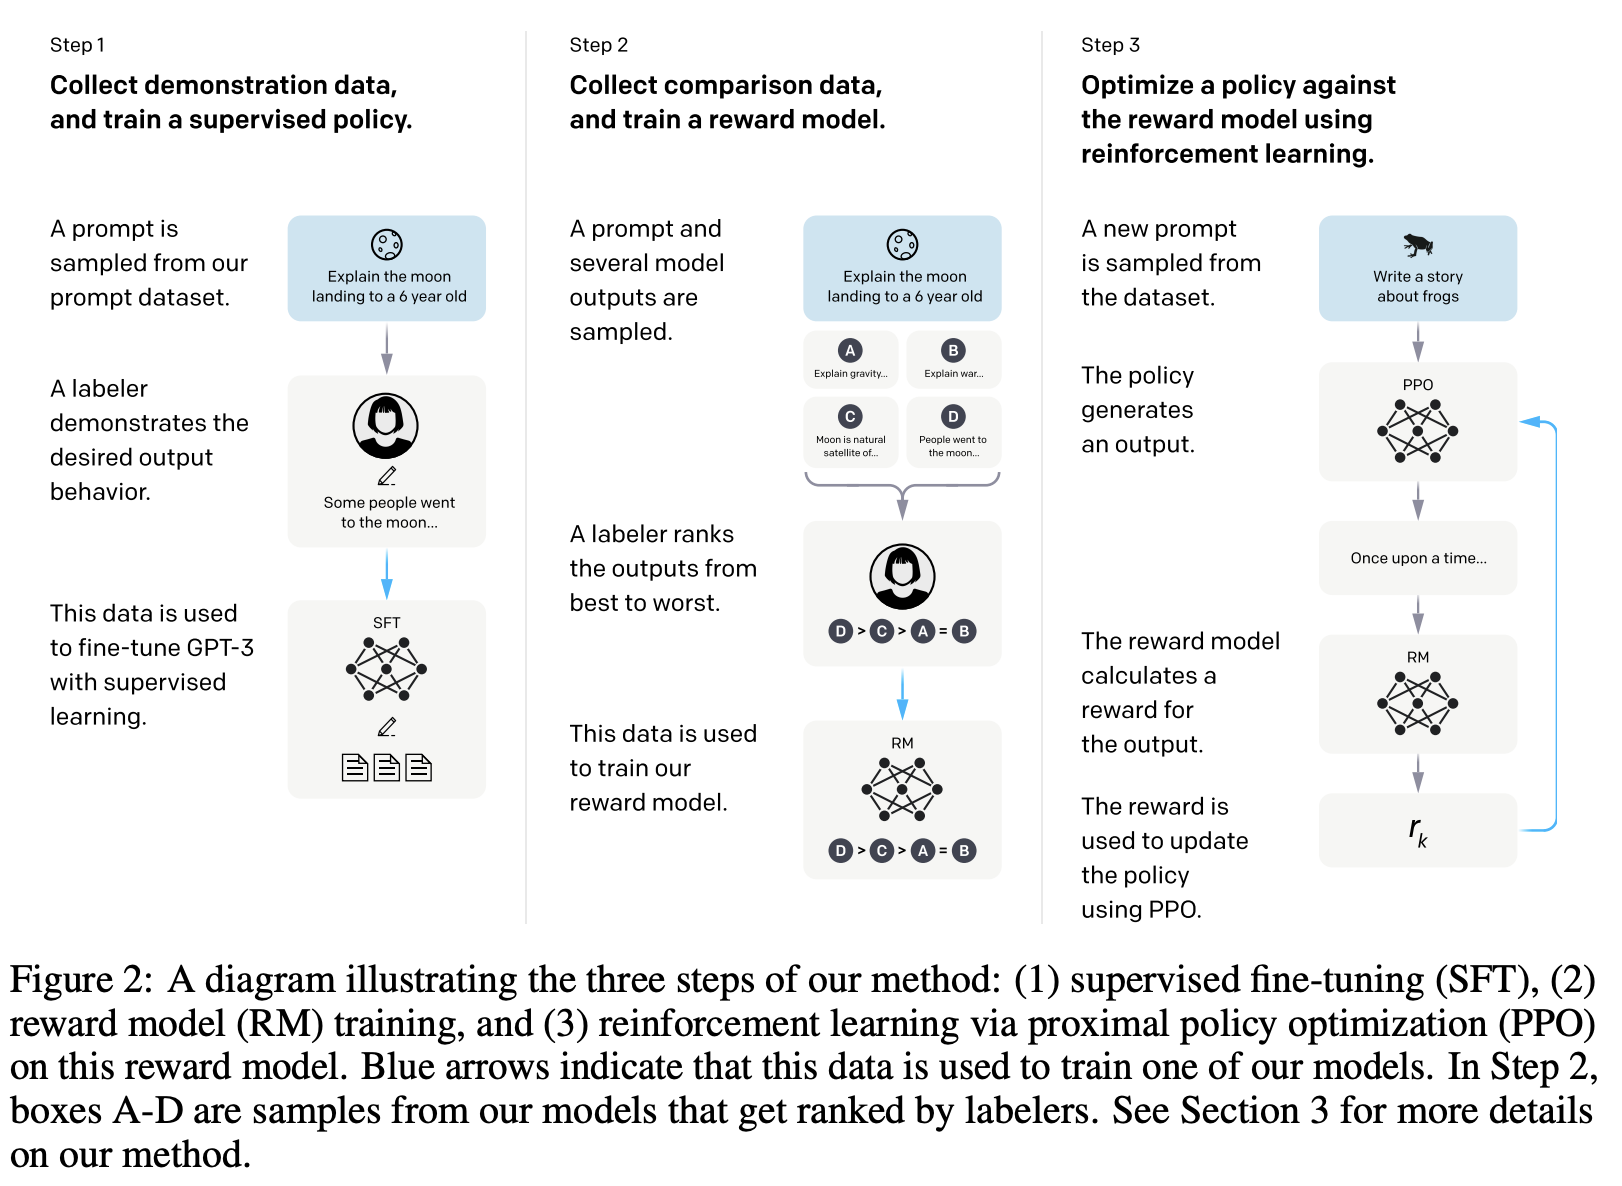 Step 1
Collect demonstration data,
and train a supervised policy.
A prompt is
sampled from our
prompt dataset.
Explain the moon
landing to a 6 year old
A labeler
demonstrates the
desired output
behavior.
Some people went
to the moon...
This data is used
to fine-tune GPT-3
with supervised
learning.
SFT
Step 2
Collect comparison data,
and train a reward model.
A prompt and
several model
outputs are
sampled.
Explain the moon
landing to a 6 year old
A
Explain gravity...
B
Explain war...
C
Moon is natural
satellite of...
D
People went to
the moon...
A labeler ranks
the outputs from
best to worst.
D > C > A = B
This data is used
to train our
reward model.
RM
D > C > A = B
Step 3
Optimize a policy against
the reward model using
reinforcement learning.
A new prompt
is sampled from
the dataset.
Write a story
about frogs
The policy
generates
an output.
PPO
Once upon a time...
The reward model
calculates a
reward for
the output.
RM
The reward is
used to update
the policy
using PPO.
rk
Figure 2: A diagram illustrating the three steps of our method: (1) supervised fine-tuning (SFT), (2)
reward model (RM) training, and (3) reinforcement learning via proximal policy optimization (PPO)
on this reward model. Blue arrows indicate that this data is used to train one of our models. In Step 2,
boxes A-D are samples from our models that get ranked by labelers. See Section 3 for more details
on our method.